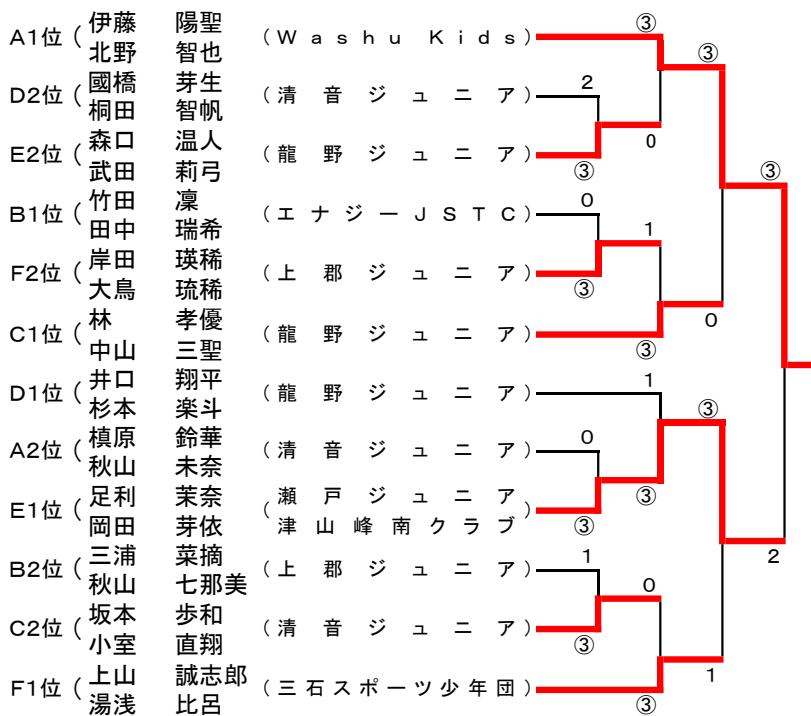 A1位 ( 伊藤 陽聖 北野 智也 ( Washu Kids )
③
③
D2位 ( 國橋 芽生 桐田 智帆 ( 清音ジュニア )
2
0
E2位 ( 森口 温人 武田 莉弓 ( 龍野ジュニア )
③
③
B1位 ( 竹田 凜 田中 瑞希 ( エナジーJSTC )
0
1
F2位 ( 岸田 瑛稀 大鳥 琉稀 ( 上郡ジュニア )
③
0
C1位 ( 林 孝優 中山 三聖 ( 龍野ジュニア )
③
D1位 ( 井口 翔平 杉本 楽斗 ( 龍野ジュニア )
1
③
A2位 ( 槙原 鈴華 秋山 未奈 ( 清音ジュニア )
0
③
E1位 ( 足利 茉奈 岡田 芽依 ( 瀬戸ジュニア 津山峰南クラブ )
③
2
B2位 ( 三浦 菜摘 秋山 七那美 ( 上郡ジュニア )
1
0
C2位 ( 坂本 歩和 小室 直翔 ( 清音ジュニア )
③
1
F1位 ( 上山 誠志郎 湯浅 比呂 ( 三石スポーツ少年団 )
③